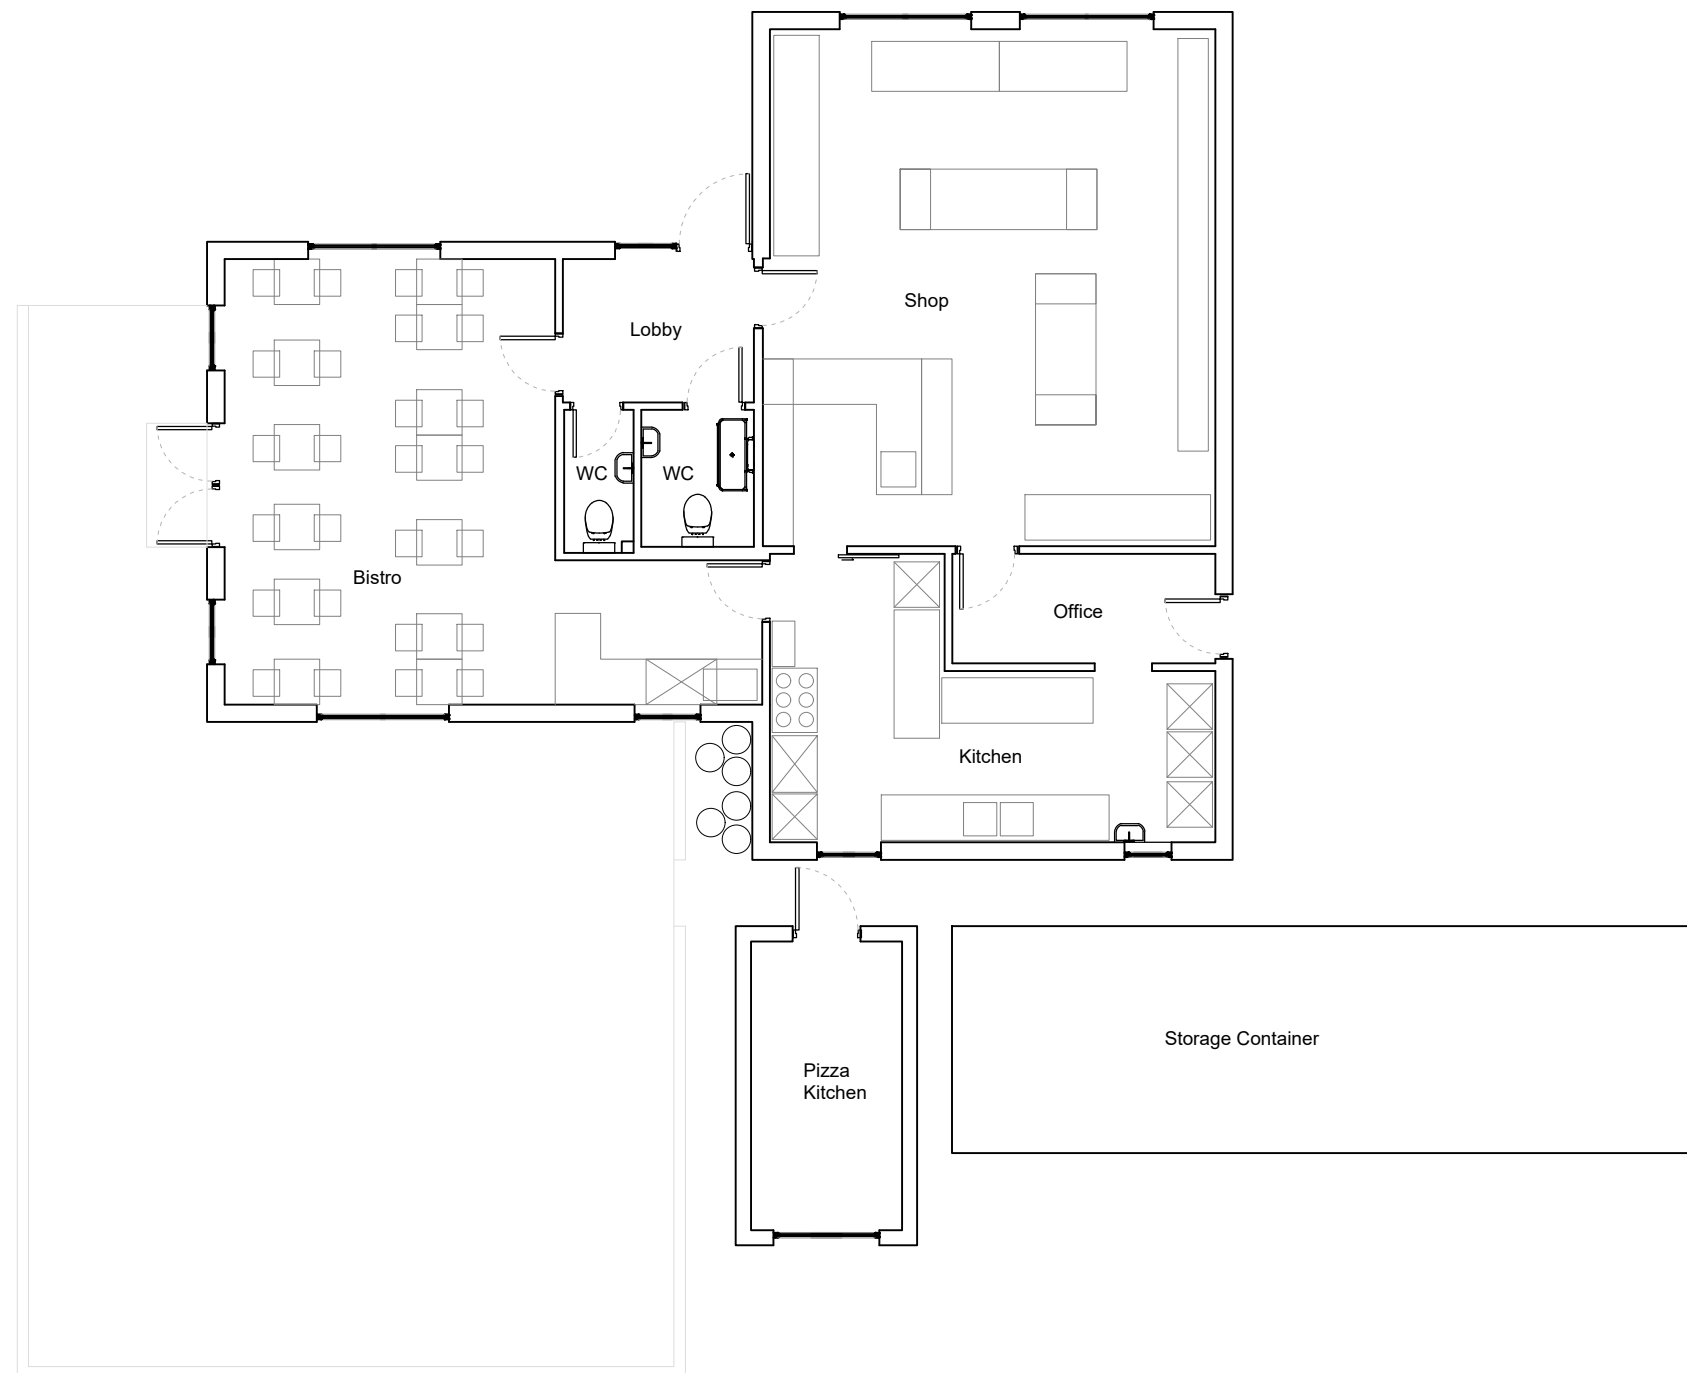 Shop
Lobby
WC
WC
Bistro
Office
Kitchen
Storage Container
Pizza
Kitchen